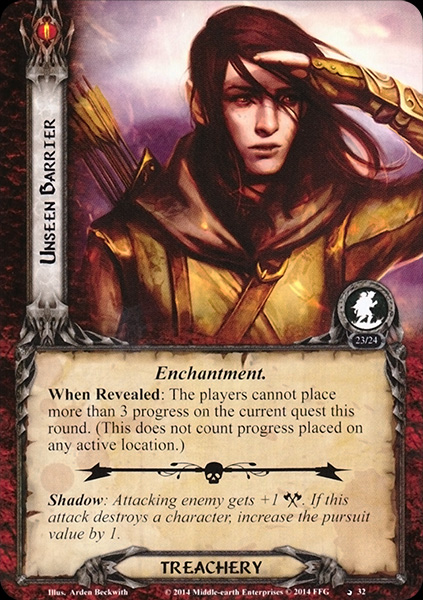 UNSEEN BARRIER
23/24
Enchantment.
When Revealed: The players cannot place
more than 3 progress on the current quest this
round. (This does not count progress placed on
any active location.)
Shadow: Attacking enemy gets +1 . If this
attack destroys a character, increase the pursuit
value by 1.
TREACHERY
Illus. Arden Beckwith
© 2014 Middle-earth Enterprises © 2014 FFG
32